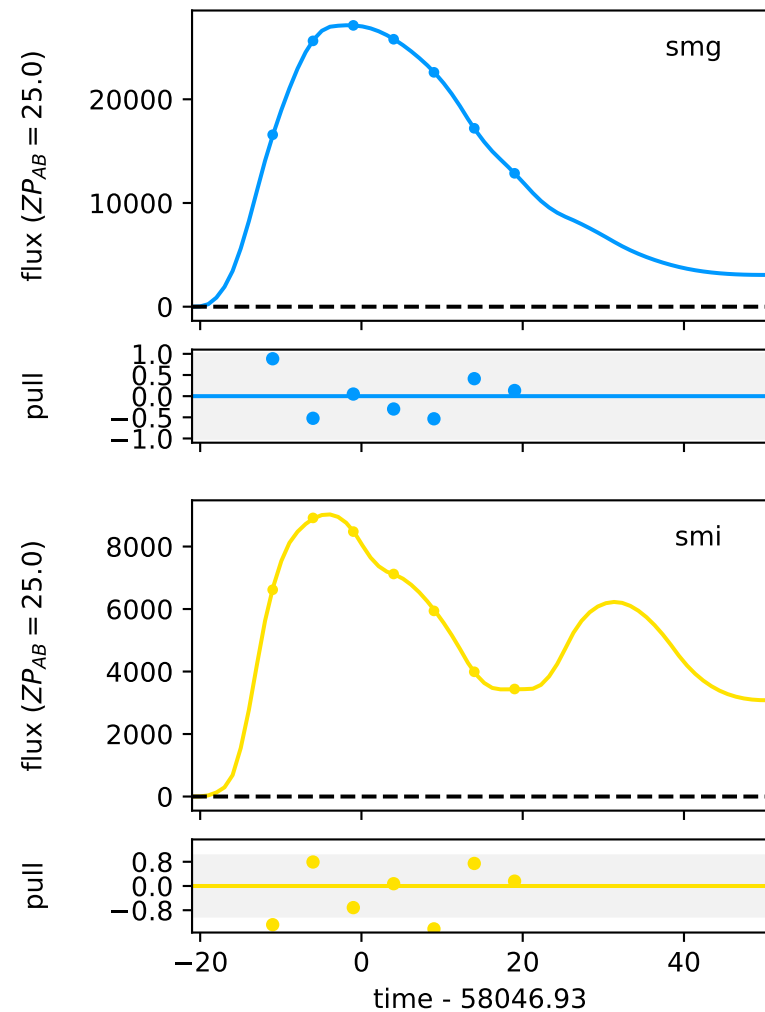 smg
flux (ZP_AB = 25.0)
20000
10000
0
pull
1.0
0.5
0.0
−0.5
−1.0
smi
flux (ZP_AB = 25.0)
8000
6000
4000
2000
0
pull
0.8
0.0
−0.8
−20 0 20 40
time - 58046.93